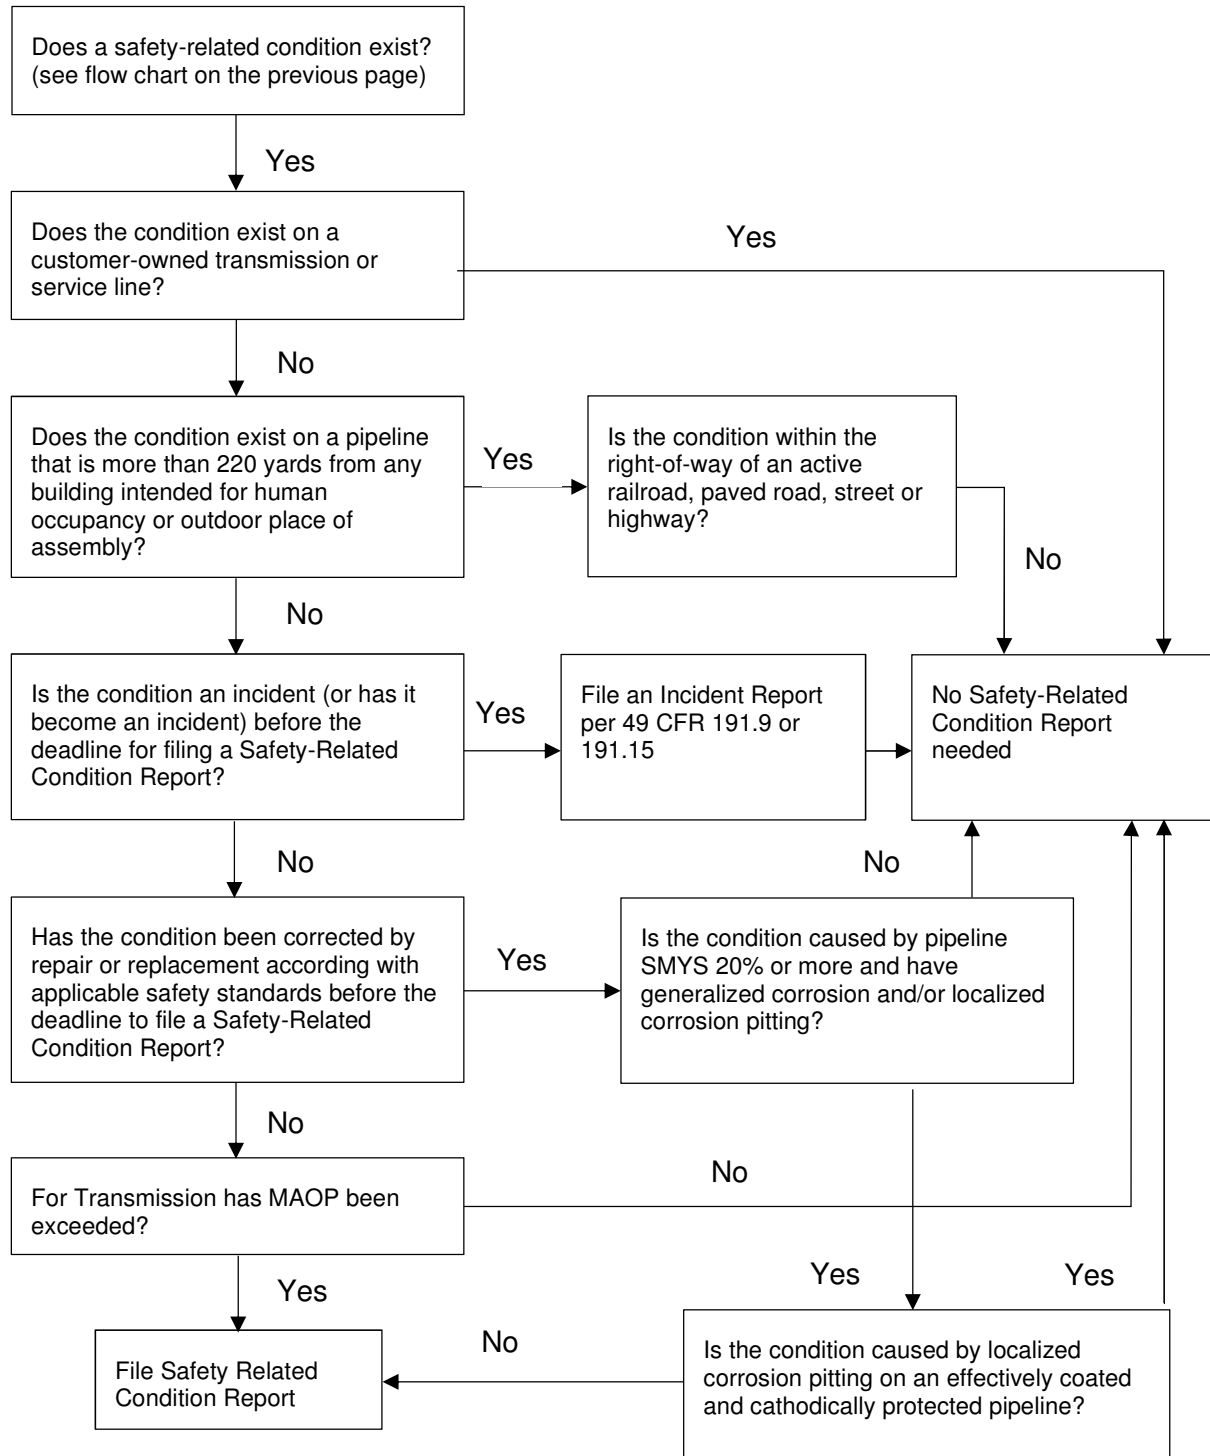 Does a safety-related condition exist?
(see flow chart on the previous page)
Yes
Does the condition exist on a
customer-owned transmission or
service line?
Yes
No
Does the condition exist on a pipeline
that is more than 220 yards from any
building intended for human
occupancy or outdoor place of
assembly?
Yes
Is the condition within the
right-of-way of an active
railroad, paved road, street or
highway?
No
No
Is the condition an incident (or has it
become an incident) before the
deadline for filing a Safety-Related
Condition Report?
Yes
File an Incident Report
per 49 CFR 191.9 or
191.15
No Safety-Related
Condition Report
needed
No
No
Has the condition been corrected by
repair or replacement according with
applicable safety standards before the
deadline to file a Safety-Related
Condition Report?
Yes
Is the condition caused by pipeline
SMYS 20% or more and have
generalized corrosion and/or localized
corrosion pitting?
No
For Transmission has MAOP been
exceeded?
No
Yes
Yes
Yes
File Safety Related
Condition Report
No
Is the condition caused by localized
corrosion pitting on an effectively coated
and cathodically protected pipeline?